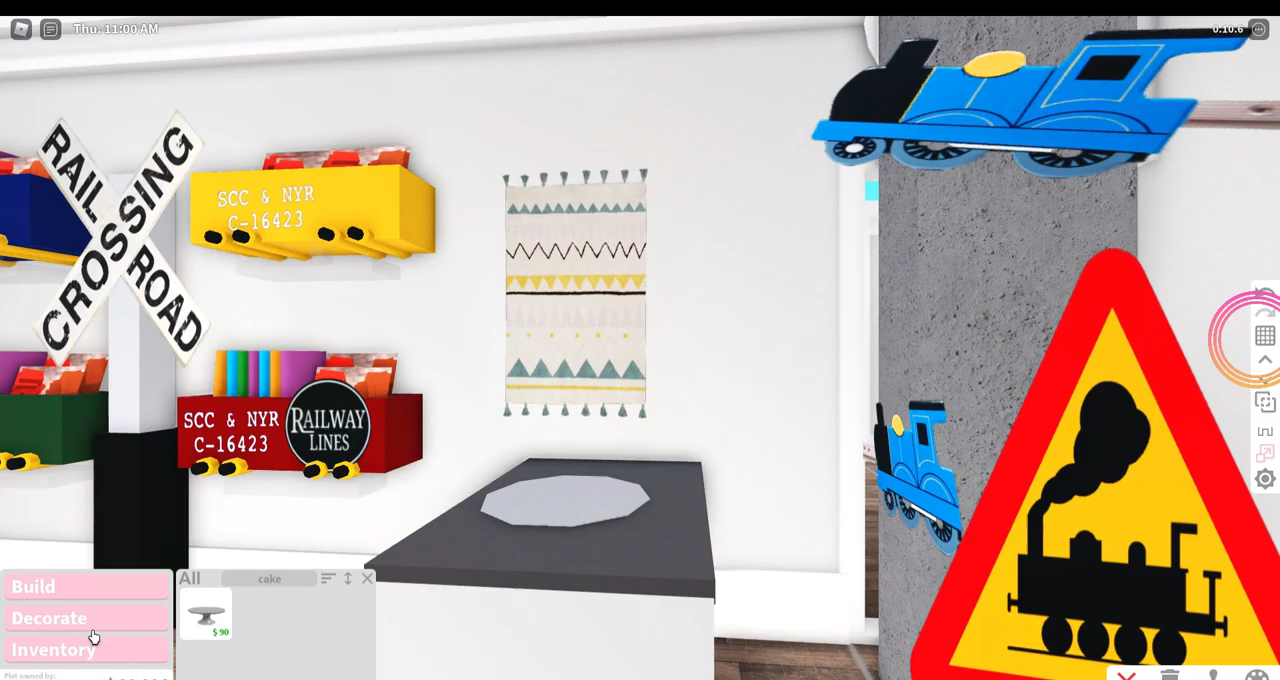 Thu. 11:00 AM
0.10.6
RAIL ROAD
CROSSING
SCC & NYR
C-16423
SCC & NYR
C-16423
RAILWAY
LINES
Build
Decorate
Inventory
Plot owned by:
All
cake
$ 90